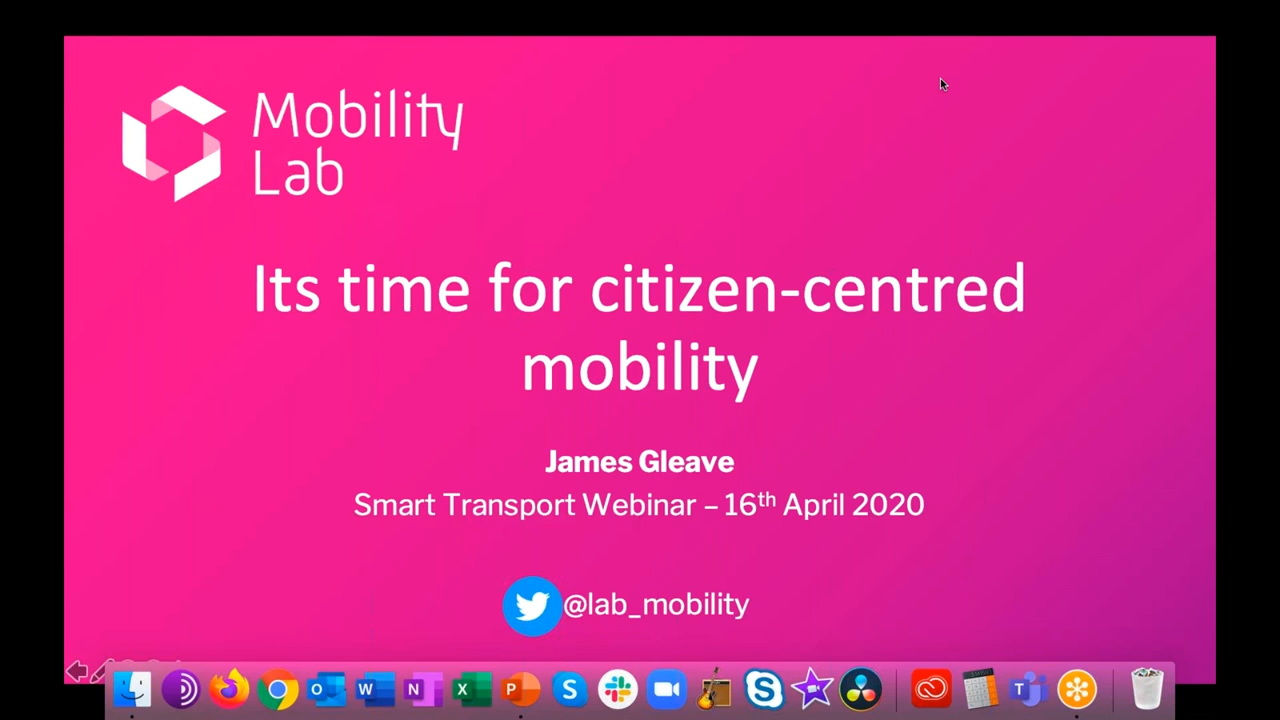 Mobility
Lab
Its time for citizen-centred
mobility
James Gleave
Smart Transport Webinar – 16th April 2020
@lab_mobility